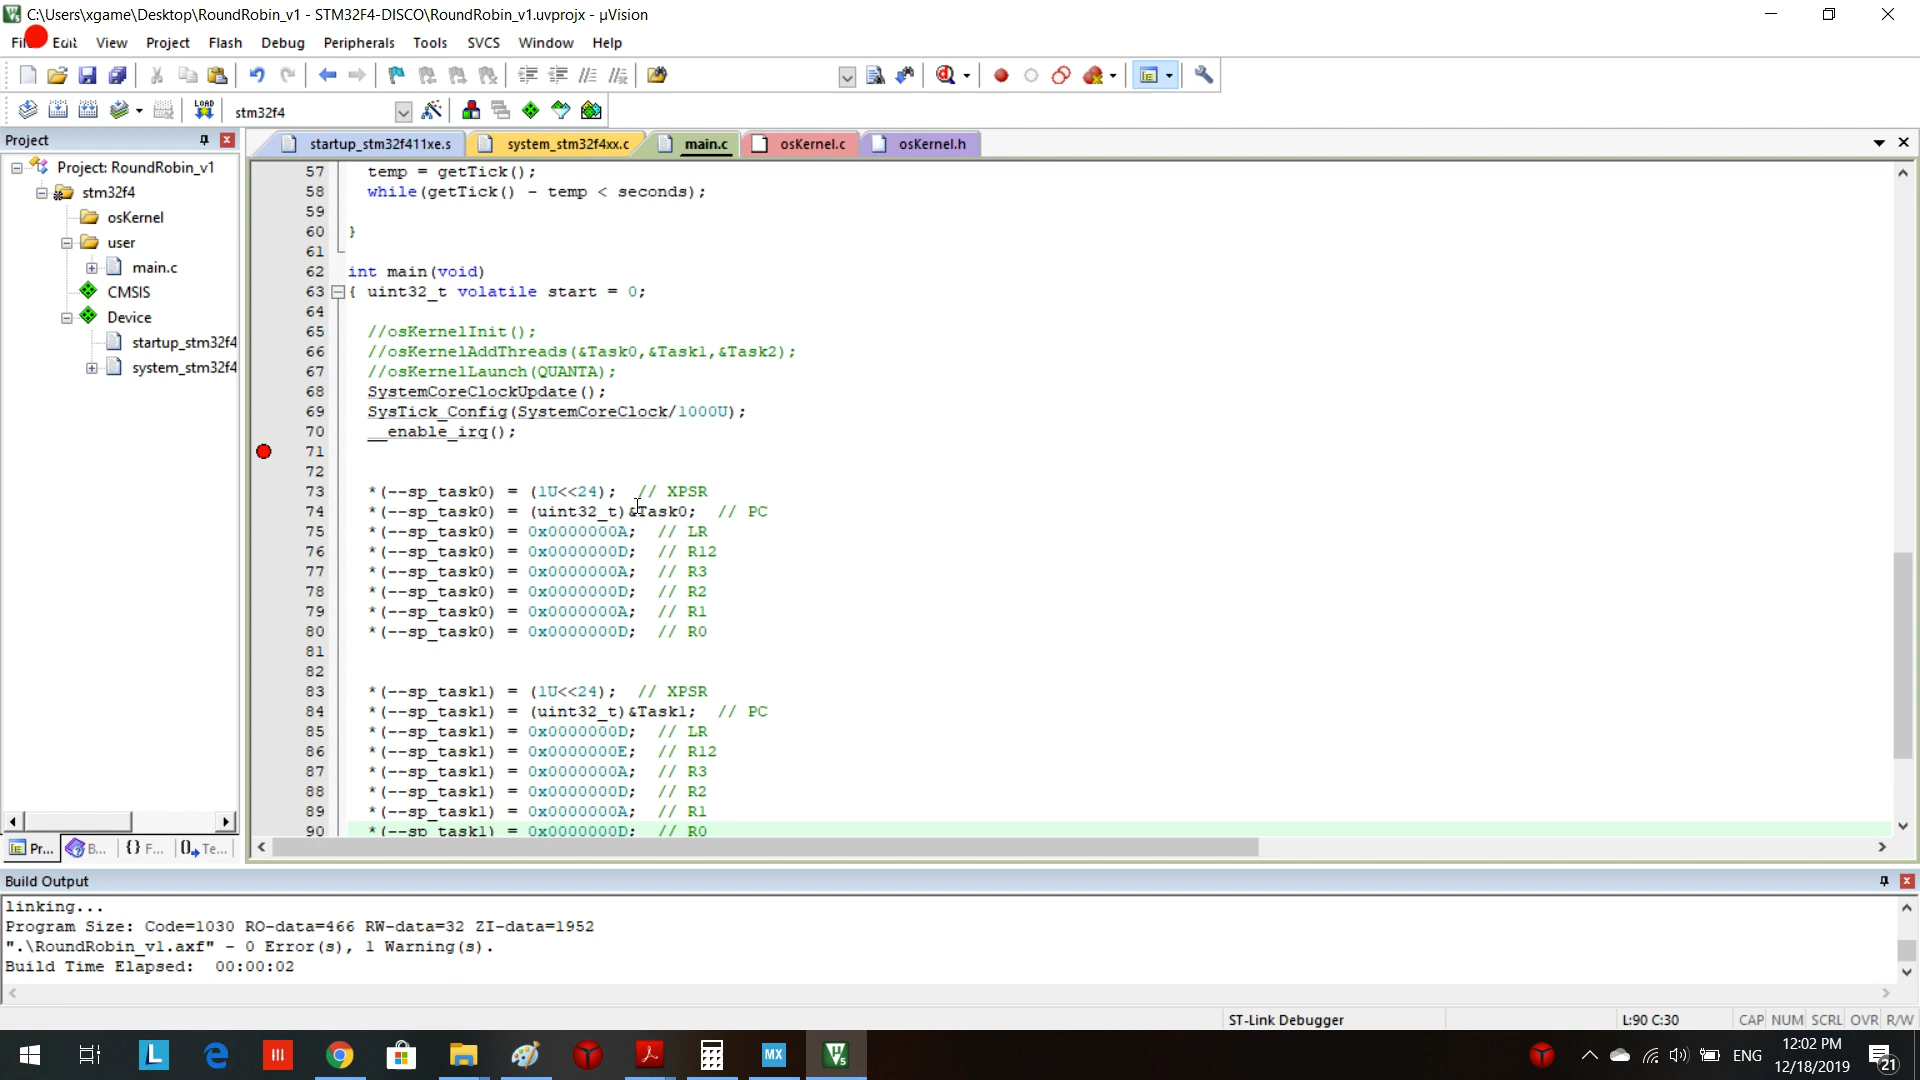 C:\Users\xgame\Desktop\RoundRobin_v1 - STM32F4-DISCO\RoundRobin_v1.uvprojx - µVision
Edit View Project Flash Debug Peripherals Tools SVCS Window Help
LOAD stm32f4
Project
Project: RoundRobin_v1
stm32f4
osKernel
user
main.c
CMSIS
Device
startup_stm32f4
system_stm32f4
Pr... B... {} F... Te...
startup_stm32f411xe.s system_stm32f4xx.c main.c osKernel.c osKernel.h
57 temp = getTick();
58 while(getTick() - temp < seconds);
59
60 }
61
62 int main(void)
63 { uint32_t volatile start = 0;
64
65 //osKernelInit();
66 //osKernelAddThreads(&Task0,&Task1,&Task2);
67 //osKernelLaunch(QUANTA);
68 SystemCoreClockUpdate();
69 SysTick_Config(SystemCoreClock/1000U);
70 __enable_irq();
71
72
73 *(--sp_task0) = (1U<<24); // XPSR
74 *(--sp_task0) = (uint32_t)&Task0; // PC
75 *(--sp_task0) = 0x0000000A; // LR
76 *(--sp_task0) = 0x0000000D; // R12
77 *(--sp_task0) = 0x0000000A; // R3
78 *(--sp_task0) = 0x0000000D; // R2
79 *(--sp_task0) = 0x0000000A; // R1
80 *(--sp_task0) = 0x0000000D; // R0
81
82
83 *(--sp_task1) = (1U<<24); // XPSR
84 *(--sp_task1) = (uint32_t)&Task1; // PC
85 *(--sp_task1) = 0x0000000D; // LR
86 *(--sp_task1) = 0x0000000E; // R12
87 *(--sp_task1) = 0x0000000A; // R3
88 *(--sp_task1) = 0x0000000D; // R2
89 *(--sp_task1) = 0x0000000A; // R1
90 *(--sp_task1) = 0x0000000D; // R0
Build Output
linking...
Program Size: Code=1030 RO-data=466 RW-data=32 ZI-data=1952
".\RoundRobin_v1.axf" - 0 Error(s), 1 Warning(s).
Build Time Elapsed: 00:00:02
ST-Link Debugger L:90 C:30 CAP NUM SCRL OVR R/W
L MX ENG
12:02 PM
12/18/2019
21